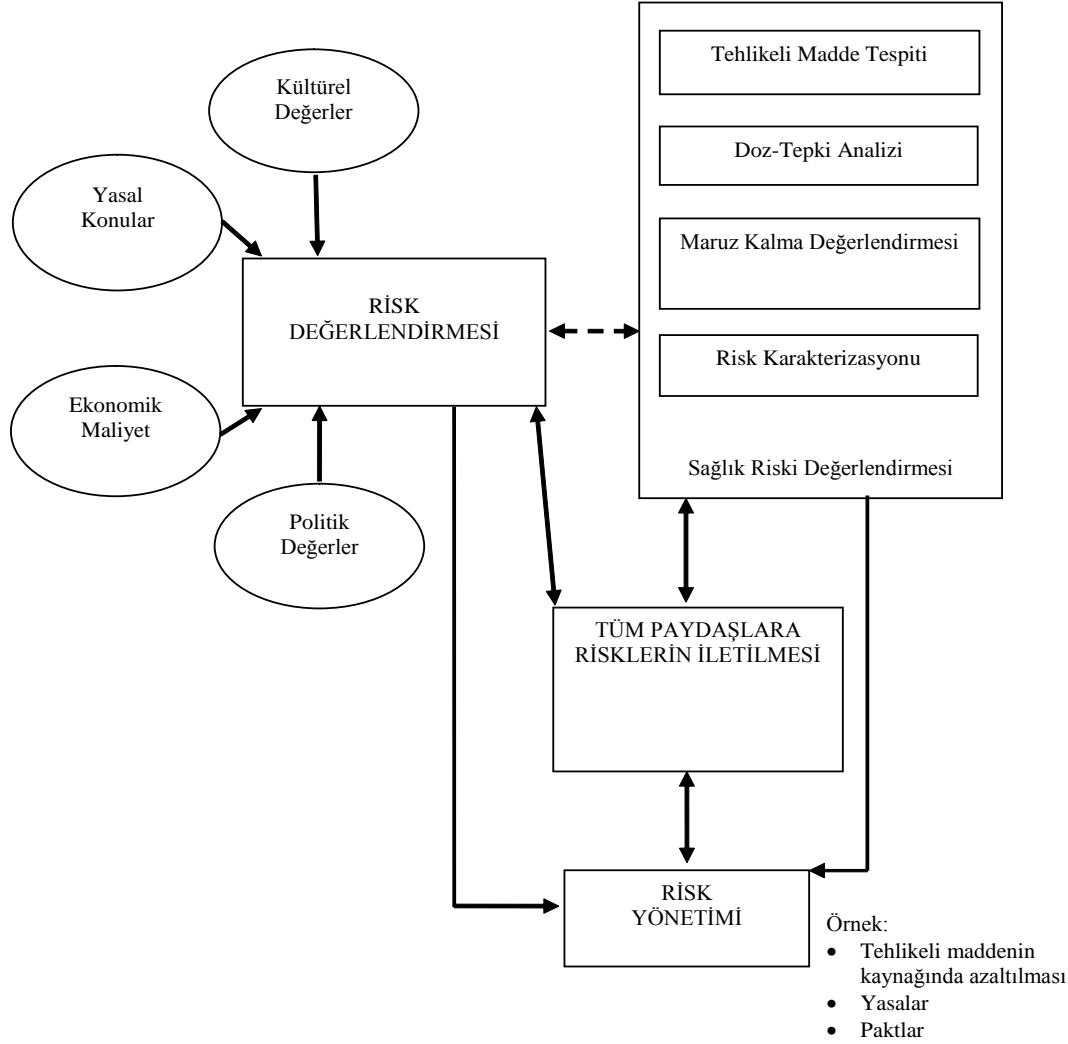 Kültürel
Değerler
Yasal
Konular
Ekonomik
Maliyet
Politik
Değerler
RİSK
DEĞERLENDİRMESİ
Tehlikeli Madde Tespiti
Doz-Tepki Analizi
Maruz Kalma Değerlendirmesi
Risk Karakterizasyonu
Sağlık Riski Değerlendirmesi
TÜM PAYDAŞLARA
RİSKLERİN İLETİLMESİ
RİSK
YÖNETİMİ
Örnek:
• Tehlikeli maddenin
kaynağında azaltılması
• Yasalar
• Paktlar